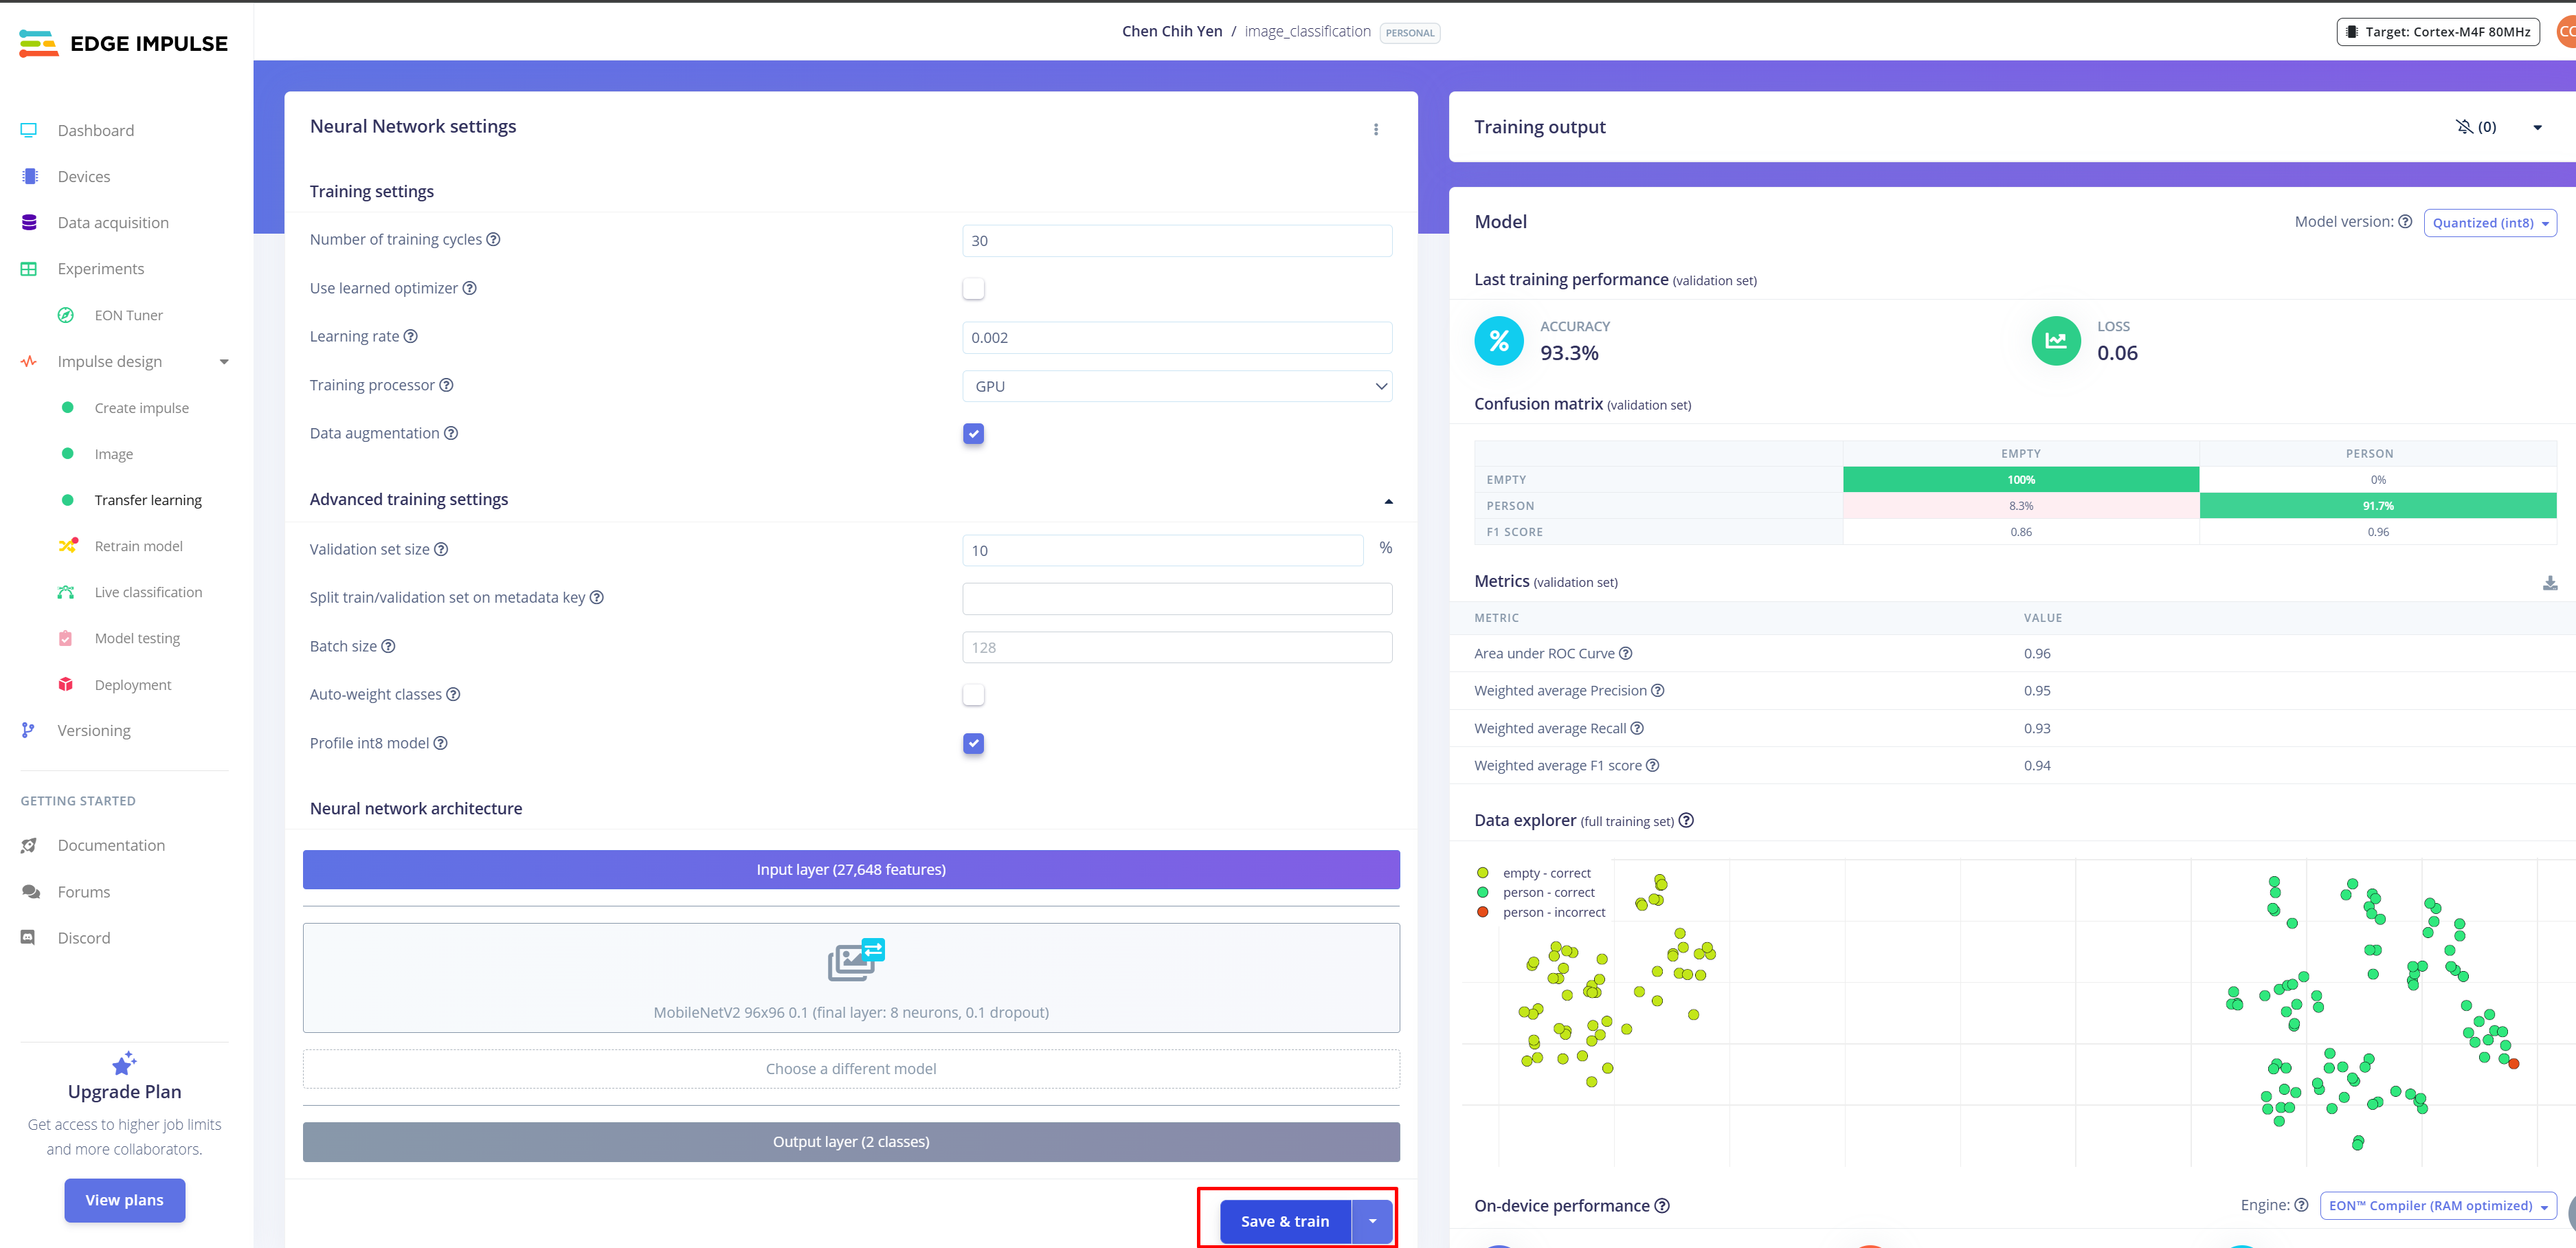 EDGE IMPULSE
Chen Chih Yen / image_classification PERSONAL
Target: Cortex-M4F 80MHz
CC
Dashboard
Devices
Data acquisition
Experiments
EON Tuner
Impulse design
Create impulse
Image
Transfer learning
Retrain model
Live classification
Model testing
Deployment
Versioning
GETTING STARTED
Documentation
Forums
Discord
Upgrade Plan
Get access to higher job limits
and more collaborators.
View plans
Neural Network settings
Training settings
Number of training cycles 30
Use learned optimizer
Learning rate 0.002
Training processor GPU
Data augmentation
Advanced training settings
Validation set size 10 %
Split train/validation set on metadata key
Batch size 128
Auto-weight classes
Profile int8 model
Neural network architecture
Input layer (27,648 features)
MobileNetV2 96x96 0.1 (final layer: 8 neurons, 0.1 dropout)
Choose a different model
Output layer (2 classes)
Save & train
Training output (0)
Model
Model version: Quantized (int8)
Last training performance (validation set)
% ACCURACY
93.3%
LOSS
0.06
Confusion matrix (validation set)
EMPTY PERSON
EMPTY 100% 0%
PERSON 8.3% 91.7%
F1 SCORE 0.86 0.96
Metrics (validation set)
METRIC VALUE
Area under ROC Curve 0.96
Weighted average Precision 0.95
Weighted average Recall 0.93
Weighted average F1 score 0.94
Data explorer (full training set)
empty - correct
person - correct
person - incorrect
On-device performance
Engine: EON™ Compiler (RAM optimized)